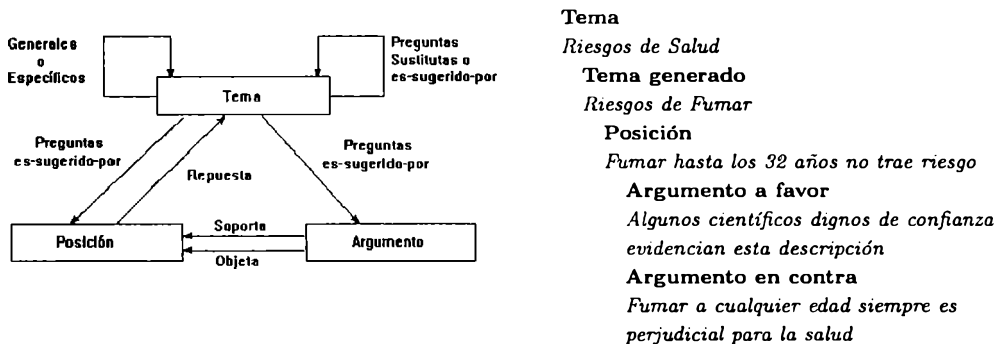 Generales
o
Específicos
Preguntas
Sustitutas o
es-sugerido-por
Tema
Preguntas
es-sugerido-por
Repuesta
Preguntas
es-sugerido-por
Posición
Soporta
Objeta
Argumento
Tema
Riesgos de Salud
Tema generado
Riesgos de Fumar
Posición
Fumar hasta los 32 años no trae riesgo
Argumento a favor
Algunos científicos dignos de confianza
evidencian esta descripción
Argumento en contra
Fumar a cualquier edad siempre es
perjudicial para la salud